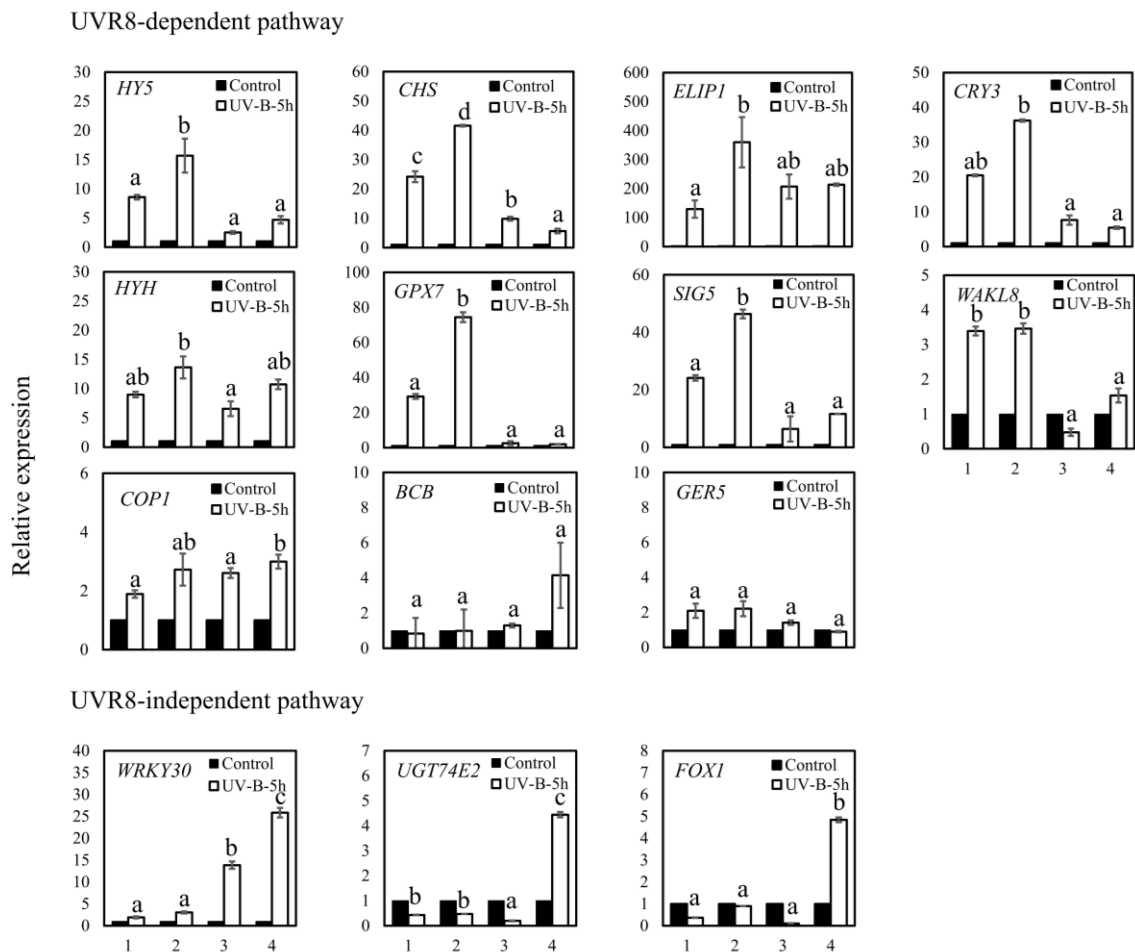 UVR8-dependent pathway
Relative expression
30
25
20
15
10
5
0
HY5
Control
UV-B-5h
a
b
a
a
60
50
40
30
20
10
0
CHS
Control
UV-B-5h
c
d
b
a
600
500
400
300
200
100
0
ELIP1
Control
UV-B-5h
a
b
ab
ab
50
40
30
20
10
0
CRY3
Control
UV-B-5h
ab
b
a
a
30
25
20
15
10
5
0
HYH
Control
UV-B-5h
ab
b
a
ab
100
80
60
40
20
0
GPX7
Control
UV-B-5h
a
b
a
a
60
40
20
0
SIG5
Control
UV-B-5h
a
b
a
a
5
4
3
2
1
0
WAKL8
Control
UV-B-5h
b
b
a
a
1 2 3 4
6
4
2
0
COP1
Control
UV-B-5h
a
ab
a
b
10
8
6
4
2
0
BCB
Control
UV-B-5h
a
a
a
a
10
8
6
4
2
0
GER5
Control
UV-B-5h
a
a
a
a
UVR8-independent pathway
40
35
30
25
20
15
10
5
0
WRKY30
Control
UV-B-5h
a
a
b
c
1 2 3 4
7
6
5
4
3
2
1
0
UGT74E2
Control
UV-B-5h
b
b
a
c
1 2 3 4
8
7
6
5
4
3
2
1
0
FOX1
Control
UV-B-5h
a
a
a
b
1 2 3 4